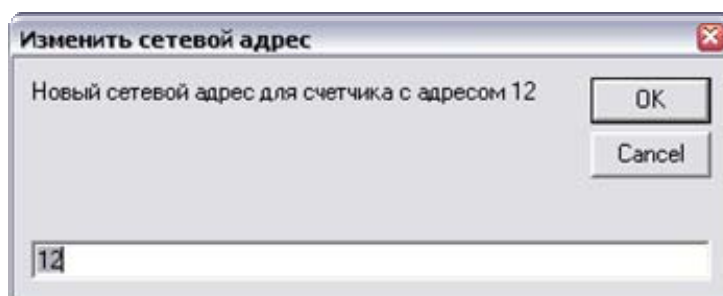 Изменить сетевой адрес
Новый сетевой адрес для счетчика с адресом 12
OK
Cancel
12